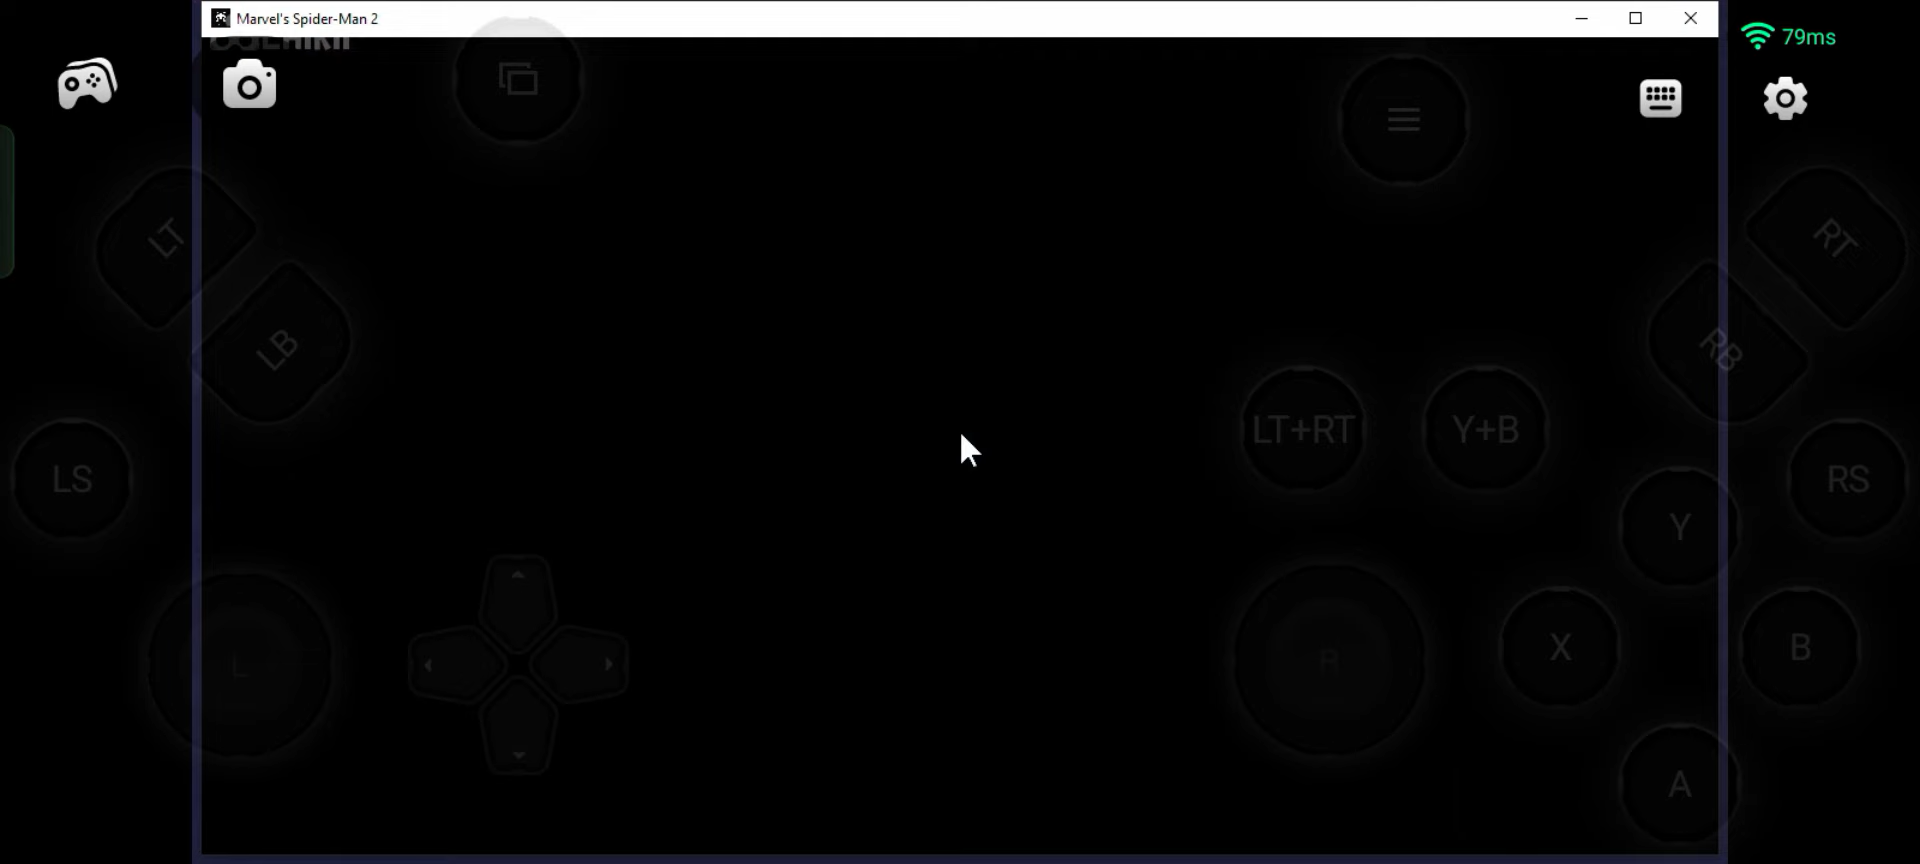 Marvel's Spider-Man 2
79ms
LT
RT
LB
RB
LT+RT
Y+B
LS
RS
Y
L
R
X
B
A